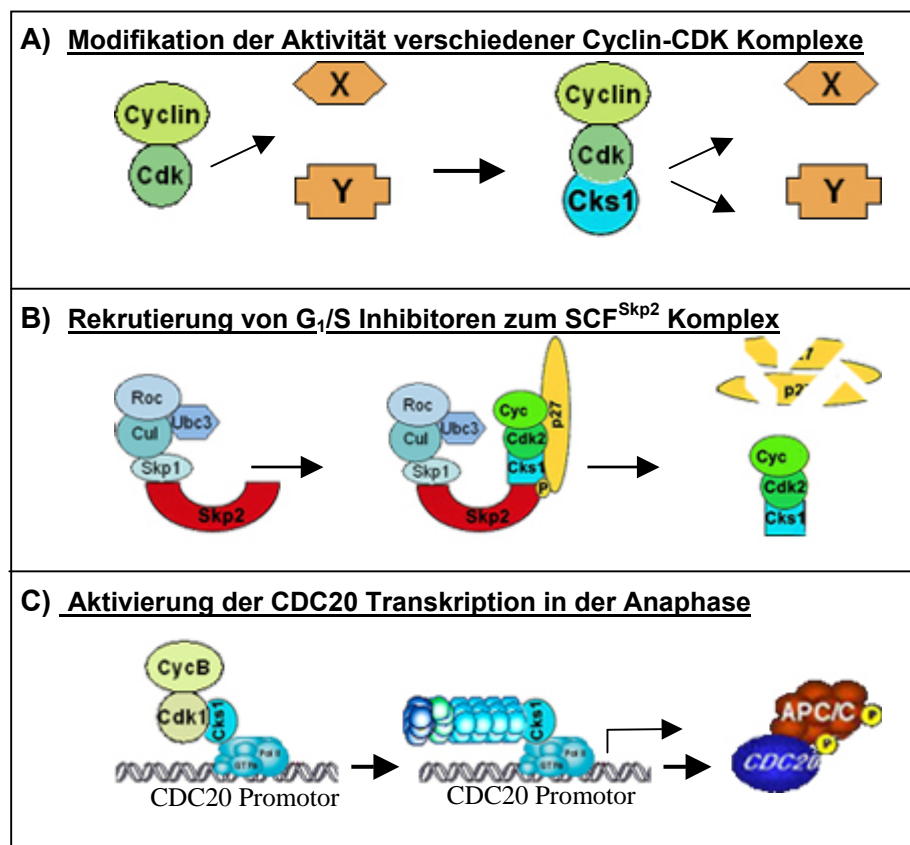 A) Modifikation der Aktivität verschiedener Cyclin-CDK Komplexe
X X
Cyclin Cyclin
Cdk Cdk
Y Cks1 Y
B) Rekrutierung von G₁/S Inhibitoren zum SCF^Skp2 Komplex
Roc Roc Cyc p27 27
Cul Ubc3 Cul Ubc3 Cdk2 p27
Skp1 Skp1 Cks1 Cyc
Skp2 Skp2 P Cdk2
Cks1
C) Aktivierung der CDC20 Transkription in der Anaphase
CycB
Cdk1 Cks1 Cks1 APC/C P
Pol II Pol II P
CDC20
CDC20 Promotor CDC20 Promotor